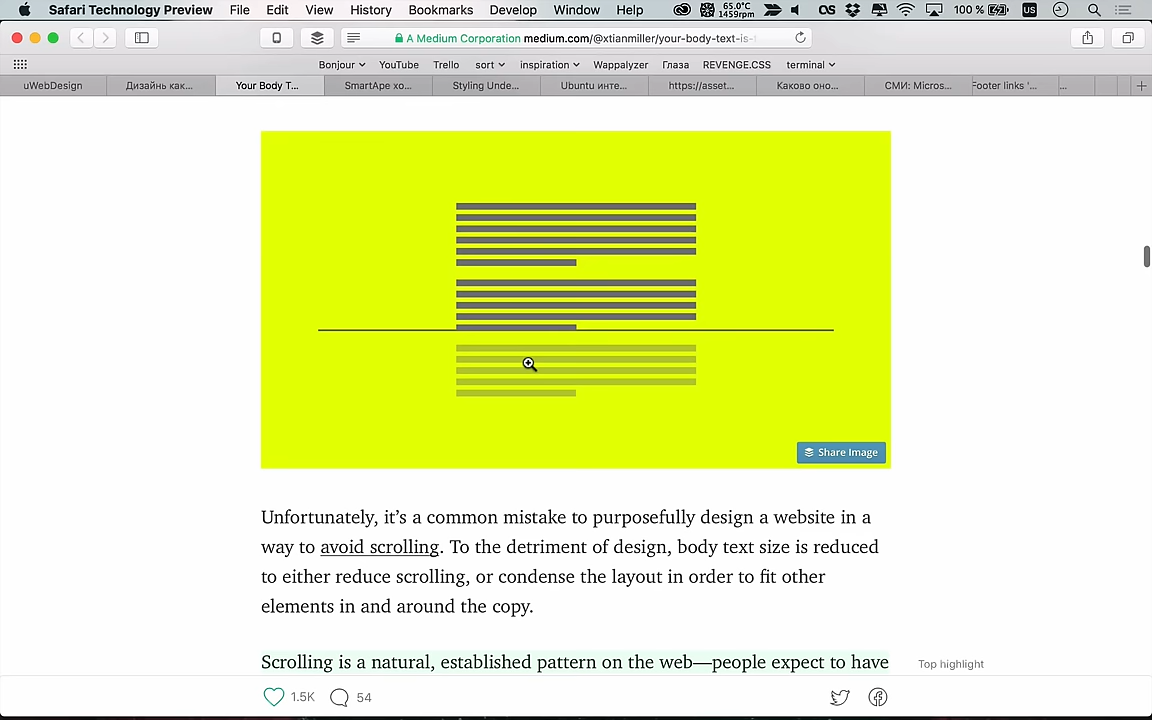 Safari Technology Preview File Edit View History Bookmarks Develop Window Help 65.0°C 1459rpm OS 100 % US
A Medium Corporation medium.com/@xtianmiller/your-body-text-is-
Bonjour YouTube Trello sort inspiration Wappalyzer Глаза REVENGE.CSS terminal
uWebDesign Дизайнь как... Your Body T... SmartApe хо... Styling Unde... Ubuntu инте... https://asset... Каково оно... СМИ: Micros... Footer links '... ...
Share Image
Unfortunately, it’s a common mistake to purposefully design a website in a
way to avoid scrolling. To the detriment of design, body text size is reduced
to either reduce scrolling, or condense the layout in order to fit other
elements in and around the copy.
Scrolling is a natural, established pattern on the web—people expect to have
Top highlight
1.5K 54